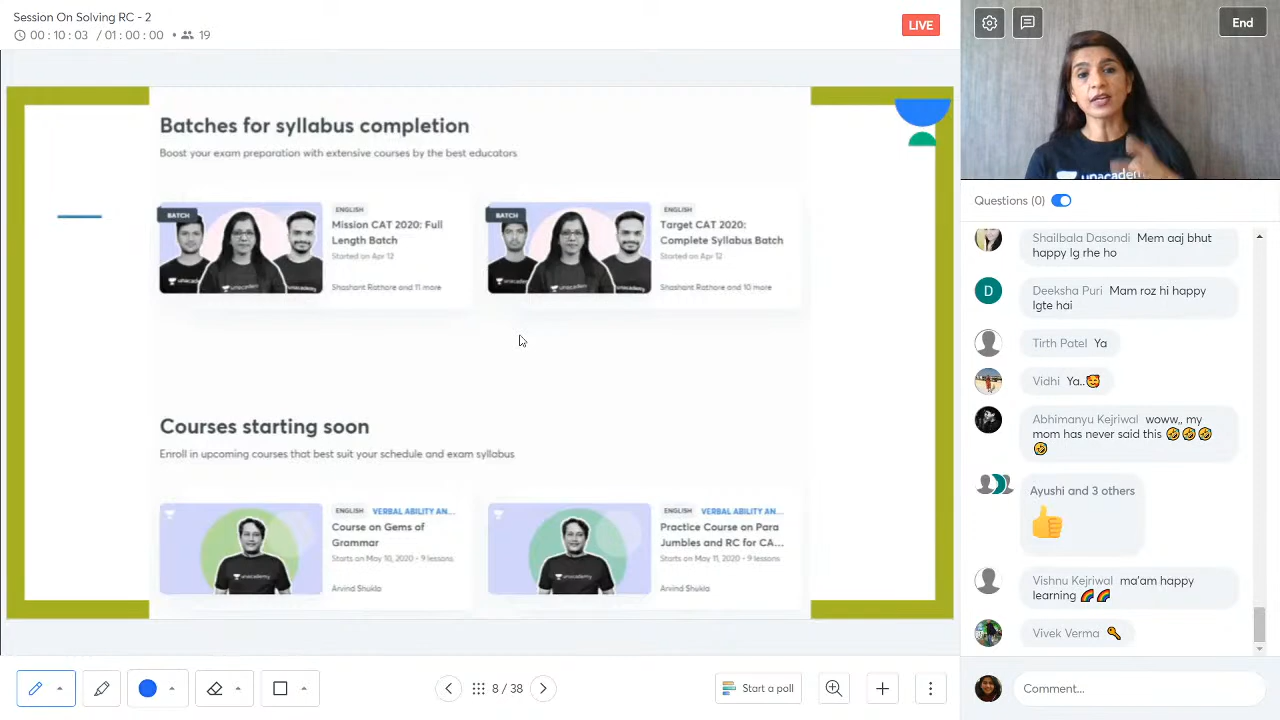 Session On Solving RC - 2
00 : 10 : 03 / 01 : 00 : 00 • 19
LIVE
End
Batches for syllabus completion
Boost your exam preparation with extensive courses by the best educators
BATCH
ENGLISH
Mission CAT 2020: Full
Length Batch
Started on Apr 12
Shashant Rathore and 11 more
unacademy
BATCH
ENGLISH
Target CAT 2020:
Complete Syllabus Batch
Started on Apr 12
Shashant Rathore and 10 more
unacademy
Courses starting soon
Enroll in upcoming courses that best suit your schedule and exam syllabus
ENGLISH VERBAL ABILITY AN...
Course on Gems of
Grammar
Starts on May 10, 2020 - 9 lessons
Arvind Shukla
unacademy
ENGLISH VERBAL ABILITY AN...
Practice Course on Para
Jumbles and RC for CA...
Starts on May 11, 2020 - 9 lessons
Arvind Shukla
unacademy
8 / 38
Start a poll
unacademy
Questions (0)
Shailbala Dasondi Mem aaj bhut
happy lg rhe ho
D
Deeksha Puri Mam roz hi happy
lgte hai
Tirth Patel Ya
Vidhi Ya..🥰
Abhimanyu Kejriwal woww,, my
mom has never said this 🤣🤣🤣
🤣
Ayushi and 3 others
👍
Vishnu Kejriwal ma am happy
learning 🌈🌈
Vivek Verma 🔑
Comment...